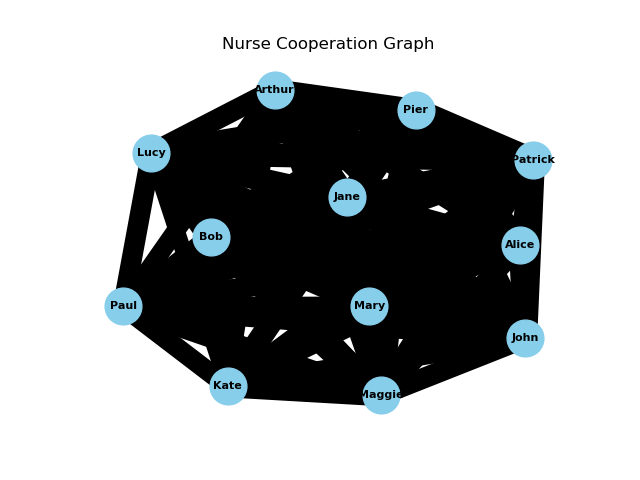 Nurse Cooperation Graph
Arthur
Pier
Lucy
Patrick
Jane
Bob
Alice
Paul
Mary
John
Kate
Maggie